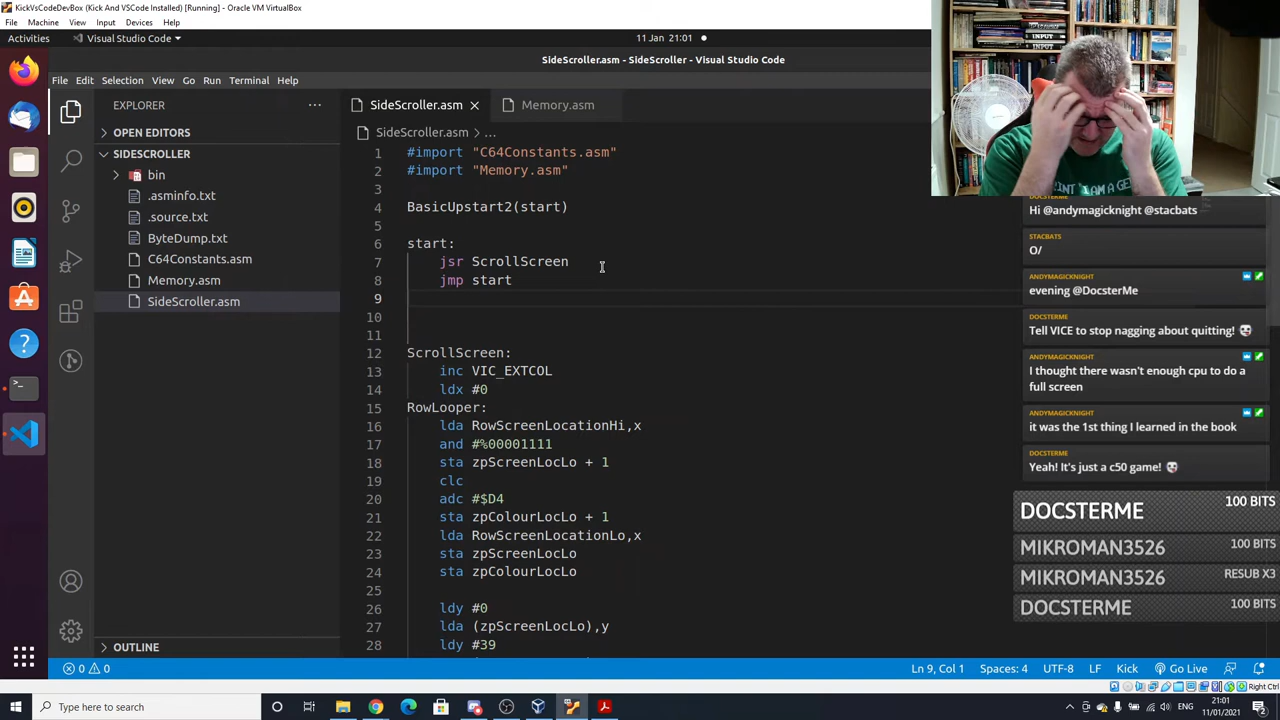 KickVsCodeDevBox (Kick And VSCode Installed) [Running] - Oracle VM VirtualBox
File Machine View Input Devices Help
Activities Visual Studio Code 11 Jan 21:01
SideScroller.asm - SideScroller - Visual Studio Code
File Edit Selection View Go Run Terminal Help
EXPLORER
OPEN EDITORS
SIDESCROLLER
bin
.asminfo.txt
.source.txt
ByteDump.txt
C64Constants.asm
Memory.asm
SideScroller.asm
OUTLINE
SideScroller.asm Memory.asm
SideScroller.asm ...
1 #import "C64Constants.asm"
2 #import "Memory.asm"
3
4 BasicUpstart2(start)
5
6 start:
7 jsr ScrollScreen
8 jmp start
9
10
11
12 ScrollScreen:
13 inc VIC_EXTCOL
14 ldx #0
15 RowLooper:
16 lda RowScreenLocationHi,x
17 and #%00001111
18 sta zpScreenLocLo + 1
19 clc
20 adc #$D4
21 sta zpColourLocLo + 1
22 lda RowScreenLocationLo,x
23 sta zpScreenLocLo
24 sta zpColourLocLo
25
26 ldy #0
27 lda (zpScreenLocLo),y
28 ldy #39
INPUT
INPUT
DOCSTERME
Hi @andymagicknight @stacbats
STACBATS
O/
ANDYMAGICKNIGHT
evening @DocsterMe
DOCSTERME
Tell VICE to stop nagging about quitting!
ANDYMAGICKNIGHT
I thought there wasn't enough cpu to do a
full screen
ANDYMAGICKNIGHT
it was the 1st thing I learned in the book
DOCSTERME
Yeah! It's just a c50 game!
DOCSTERME 100 BITS
MIKROMAN3526 100 BITS
MIKROMAN3526 RESUB X3
DOCSTERME 100 BITS
0 0 Ln 9, Col 1 Spaces: 4 UTF-8 LF Kick Go Live
Right Ctrl
Type here to search
21:01
11/01/2021